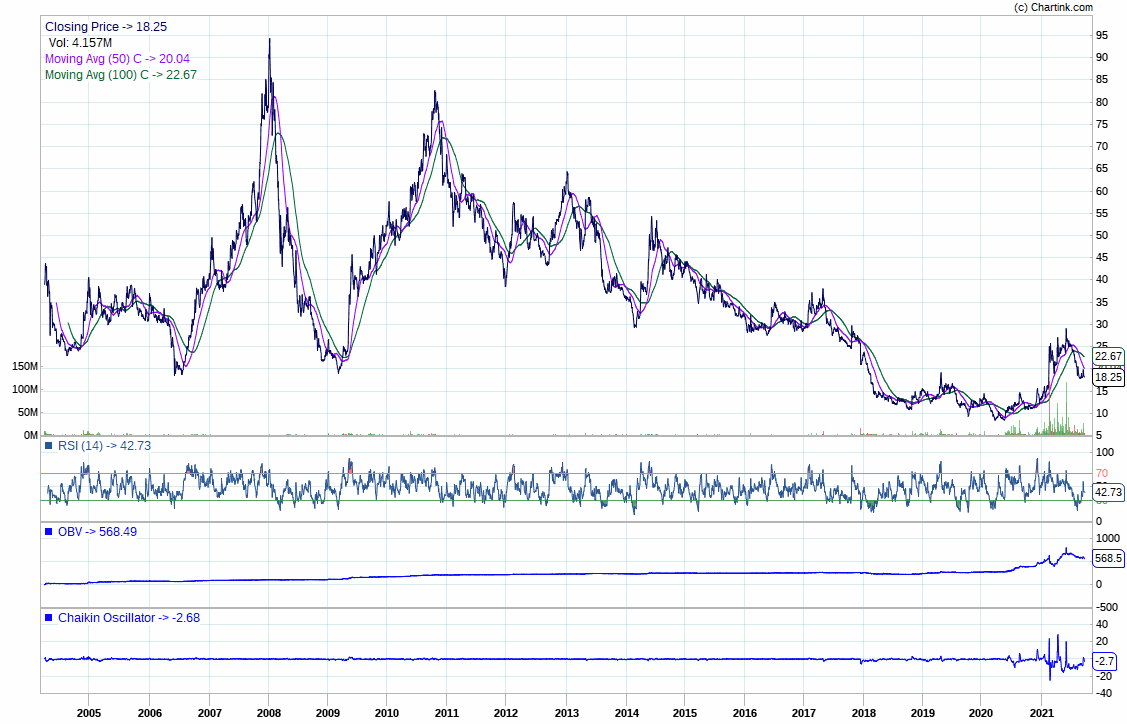 (c) Chartink.com
Closing Price -> 18.25
Vol: 4.157M
Moving Avg (50) C -> 20.04
Moving Avg (100) C -> 22.67
95
90
85
80
75
70
65
60
55
50
45
40
35
30
25
22.67
18.25
15
10
5
150M
100M
50M
0M
RSI (14) -> 42.73
100
70
42.73
0
OBV -> 568.49
1000
568.5
0
-500
Chaikin Oscillator -> -2.68
40
20
-2.7
-20
-40
2005 2006 2007 2008 2009 2010 2011 2012 2013 2014 2015 2016 2017 2018 2019 2020 2021